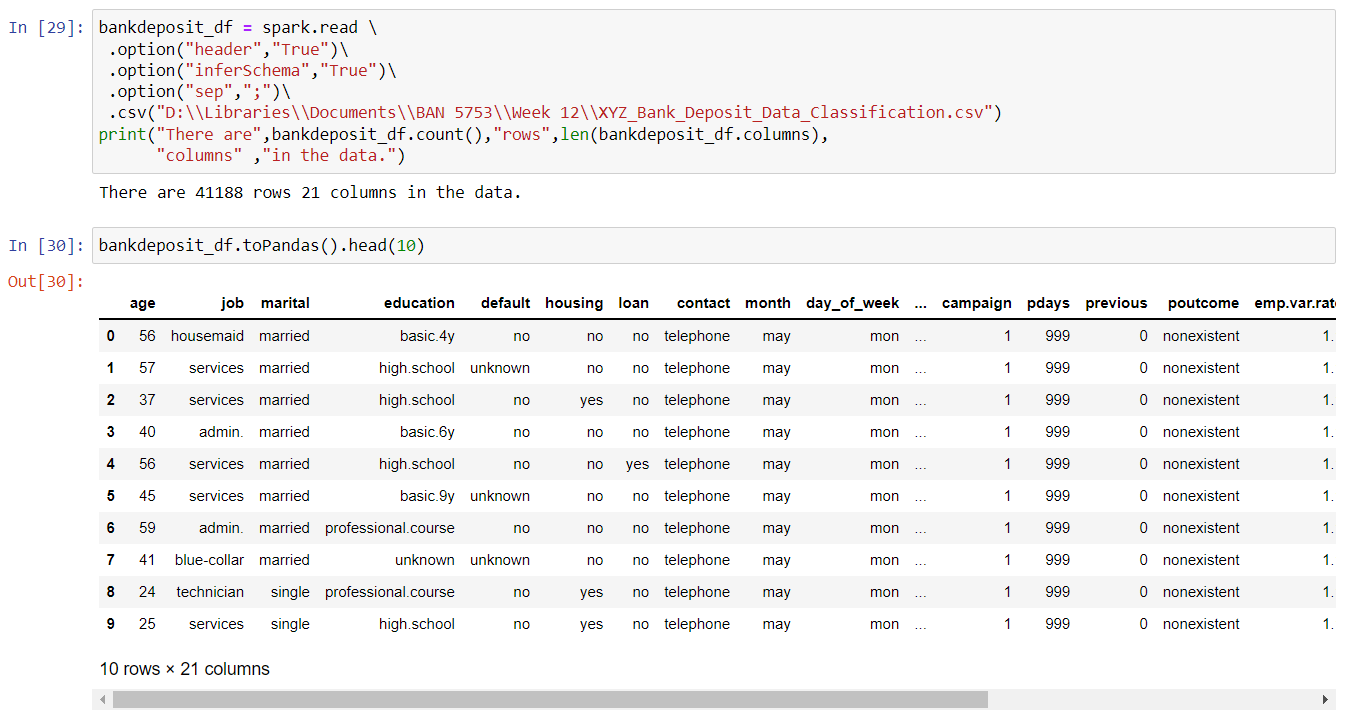 In [29]: bankdeposit_df = spark.read \
.option("header","True")\
.option("inferSchema","True")\
.option("sep",";")\
.csv("D:\\Libraries\\Documents\\BAN 5753\\Week 12\\XYZ_Bank_Deposit_Data_Classification.csv")
print("There are",bankdeposit_df.count(),"rows",len(bankdeposit_df.columns),
"columns" ,"in the data.")
There are 41188 rows 21 columns in the data.
In [30]: bankdeposit_df.toPandas().head(10)
Out[30]:
age job marital education default housing loan contact month day_of_week ... campaign pdays previous poutcome emp.var.rate
0 56 housemaid married basic.4y no no no telephone may mon ... 1 999 0 nonexistent 1.
1 57 services married high.school unknown no no telephone may mon ... 1 999 0 nonexistent 1.
2 37 services married high.school no yes no telephone may mon ... 1 999 0 nonexistent 1.
3 40 admin. married basic.6y no no no telephone may mon ... 1 999 0 nonexistent 1.
4 56 services married high.school no no yes telephone may mon ... 1 999 0 nonexistent 1.
5 45 services married basic.9y unknown no no telephone may mon ... 1 999 0 nonexistent 1.
6 59 admin. married professional.course no no no telephone may mon ... 1 999 0 nonexistent 1.
7 41 blue-collar married unknown unknown no no telephone may mon ... 1 999 0 nonexistent 1.
8 24 technician single professional.course no yes no telephone may mon ... 1 999 0 nonexistent 1.
9 25 services single high.school no yes no telephone may mon ... 1 999 0 nonexistent 1.
10 rows × 21 columns